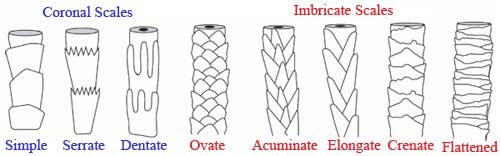 Coronal Scales
Imbricate Scales
Simple
Serrate
Dentate
Ovate
Acuminate
Elongate
Crenate
Flattened